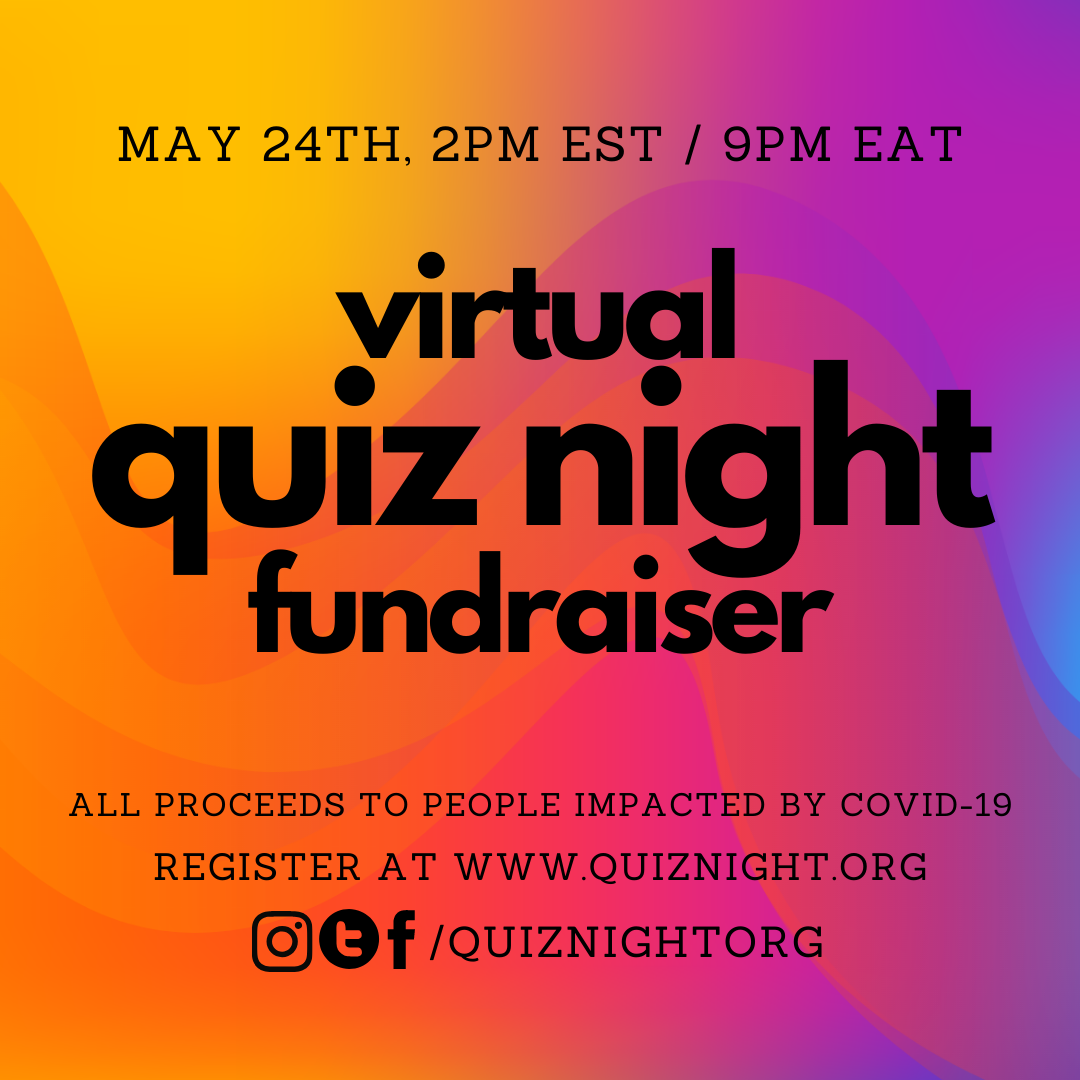 MAY 24TH, 2PM EST / 9PM EAT
virtual
quiz night
fundraiser
ALL PROCEEDS TO PEOPLE IMPACTED BY COVID-19
REGISTER AT WWW.QUIZNIGHT.ORG
/QUIZNIGHTORG